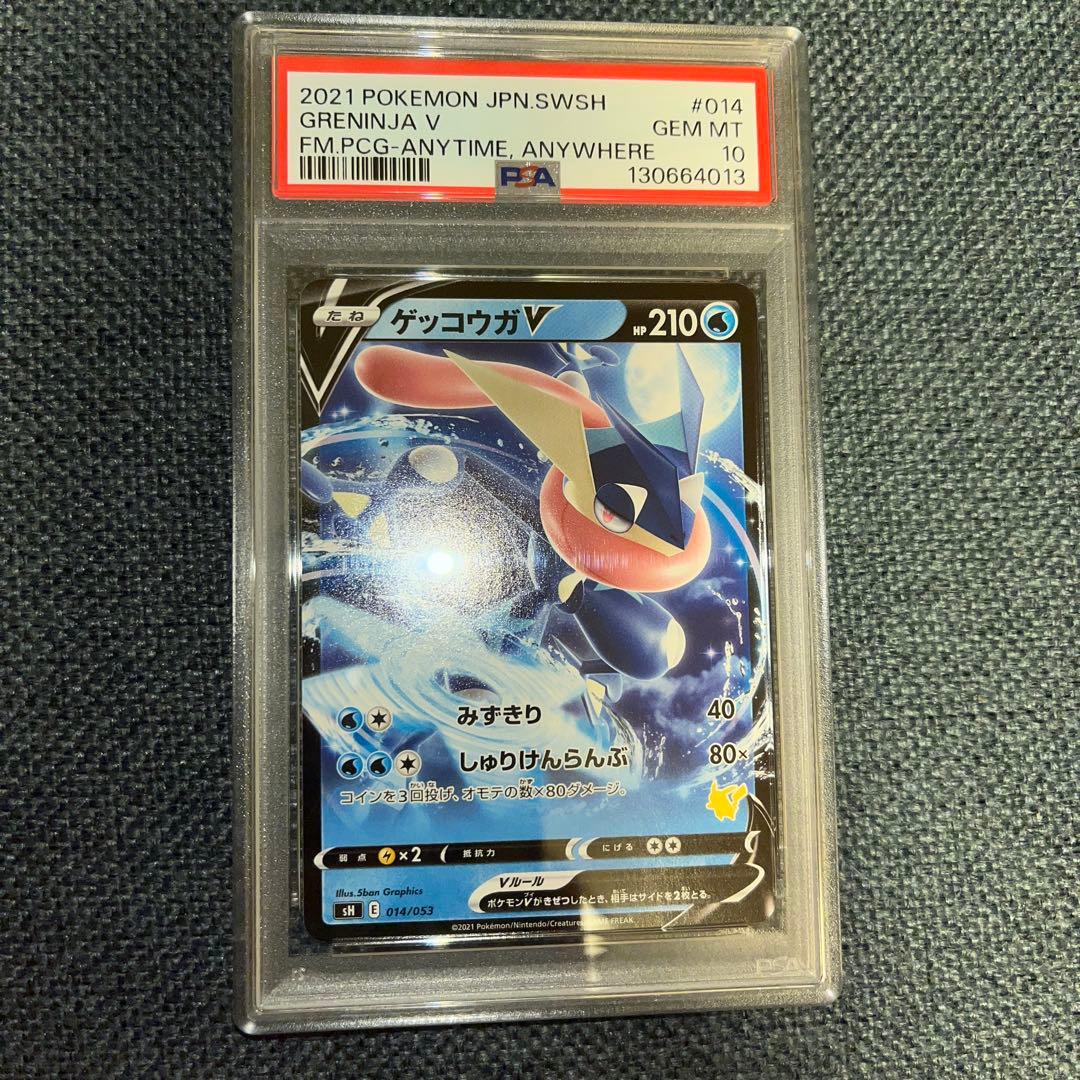 2021 POKEMON JPN.SWSH #014
GRENINJA V GEM MT
FM.PCG-ANYTIME, ANYWHERE 10
PSA 130664013
たね ゲッコウガV HP210
みずきり 40
しゅりけんらんぶ 80×
コインを3回投げ、オモテの数×80ダメージ。
弱点 ×2 抵抗力 にげる
Vルール
ポケモンVがきぜつしたとき、相手はサイドを2枚とる。
Illus.5ban Graphics
sH E 014/053
©2021 Pokémon/Nintendo/Creatures FREAK.
PSA